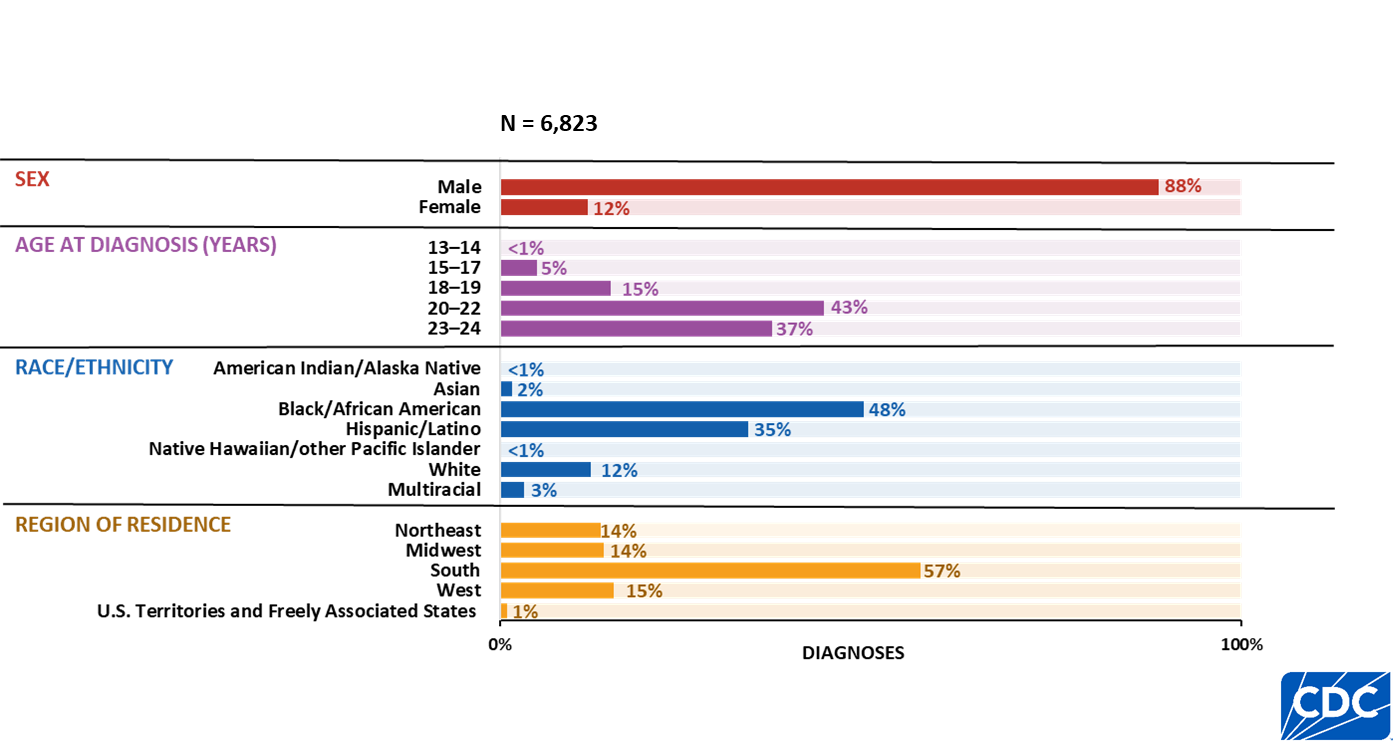 N = 6,823
SEX
Male 88%
Female 12%
AGE AT DIAGNOSIS (YEARS)
13–14 <1%
15–17 5%
18–19 15%
20–22 43%
23–24 37%
RACE/ETHNICITY
American Indian/Alaska Native <1%
Asian 2%
Black/African American 48%
Hispanic/Latino 35%
Native Hawaiian/other Pacific Islander <1%
White 12%
Multiracial 3%
REGION OF RESIDENCE
Northeast 14%
Midwest 14%
South 57%
West 15%
U.S. Territories and Freely Associated States 1%
0% 100%
DIAGNOSES
CDC